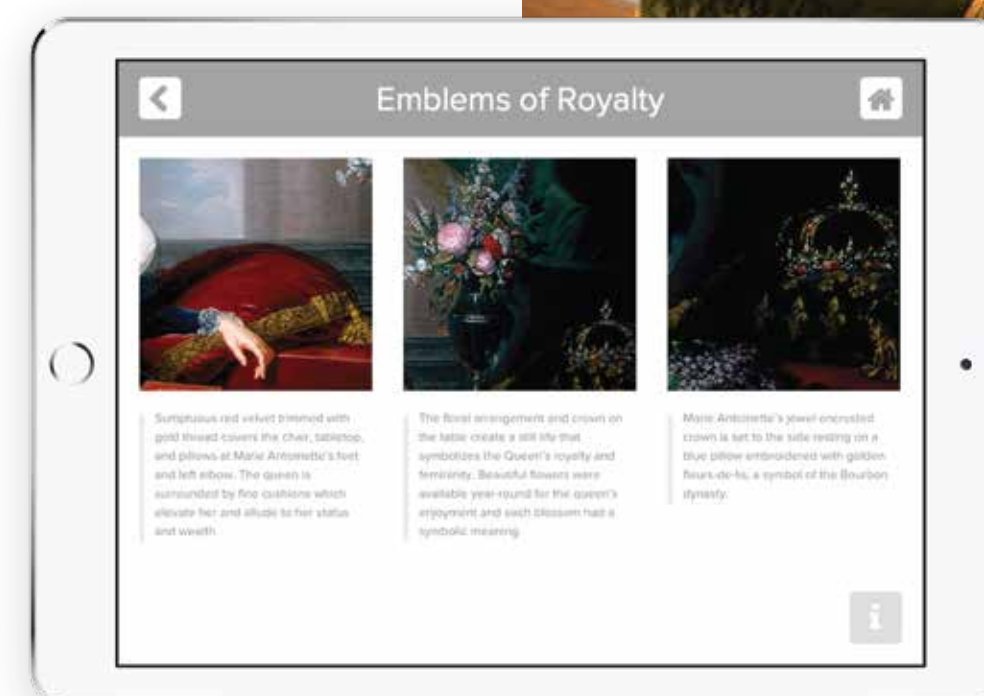 Emblems of Royalty
Sumptuous red velvet trimmed with
gold thread covers the chair, tabletop,
and pillows at Marie Antoinette's feet
and left elbow. The queen is
surrounded by fine cushions which
elevate her and allude to her status
and wealth.
The floral arrangement and crown on
the table create a still life that
symbolizes the Queen's royalty and
femininity. Beautiful flowers were
available year-round for the queen's
enjoyment and each blossom had a
symbolic meaning.
Marie Antoinette's jewel encrusted
crown is set to the side resting on a
blue pillow embroidered with golden
fleurs-de-lis, a symbol of the Bourbon
dynasty.
i